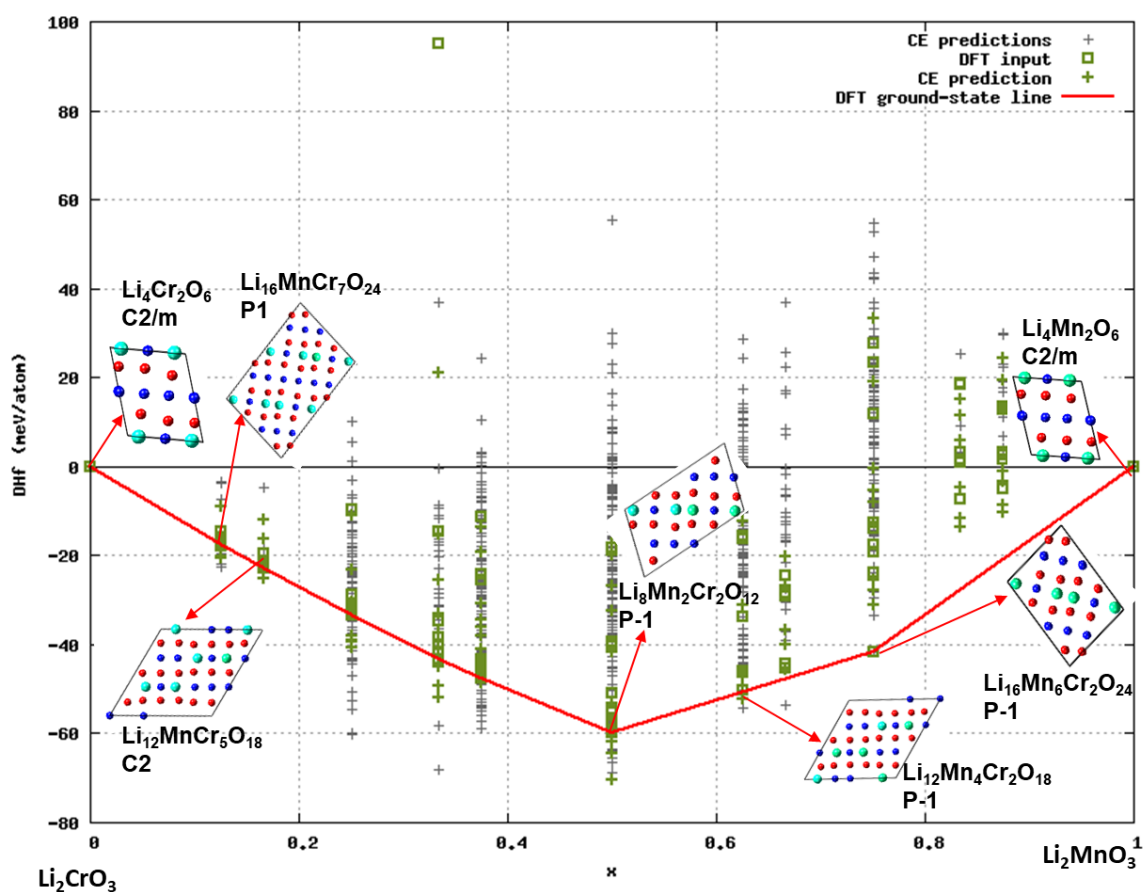 100
80
60
40
20
0
-20
-40
-60
-80
DHf (meV/atom)
CE predictions
DFT input
CE prediction
DFT ground-state line
Li4Cr2O6
C2/m
Li16MnCr7O24
P1
Li4Mn2O6
C2/m
Li8Mn2Cr2O12
P-1
Li12MnCr5O18
C2
Li16Mn6Cr2O24
P-1
Li12Mn4Cr2O18
P-1
0 0.2 0.4 0.6 0.8 1
x
Li2CrO3
Li2MnO3